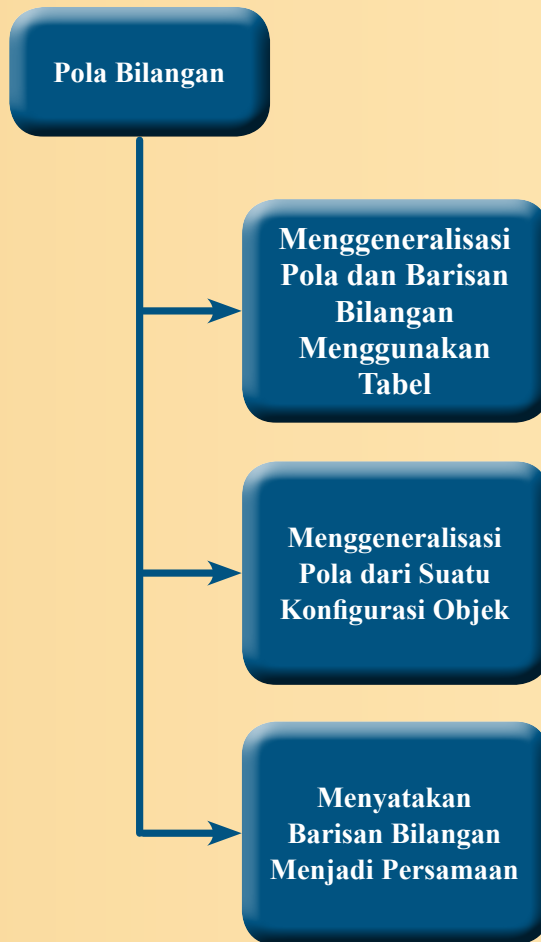 Pola Bilangan
Menggeneralisasi
Pola dan Barisan
Bilangan
Menggunakan
Tabel
Menggeneralisasi
Pola dari Suatu
Konfigurasi Objek
Menyatakan
Barisan Bilangan
Menjadi Persamaan